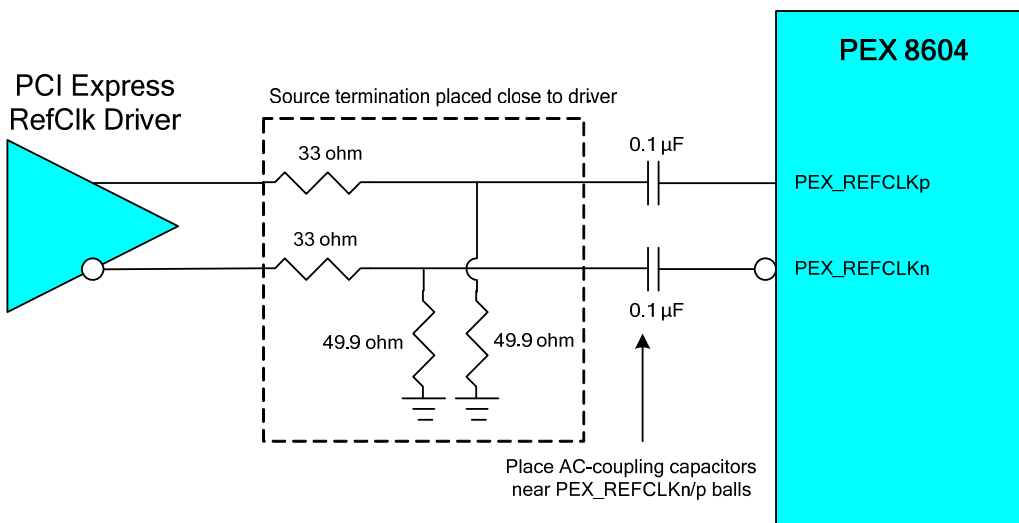 PEX 8604
PCI Express
RefClk Driver
Source termination placed close to driver
33 ohm
0.1 µF
PEX_REFCLKp
33 ohm
PEX_REFCLKn
0.1 µF
49.9 ohm
49.9 ohm
Place AC-coupling capacitors
near PEX_REFCLKn/p balls